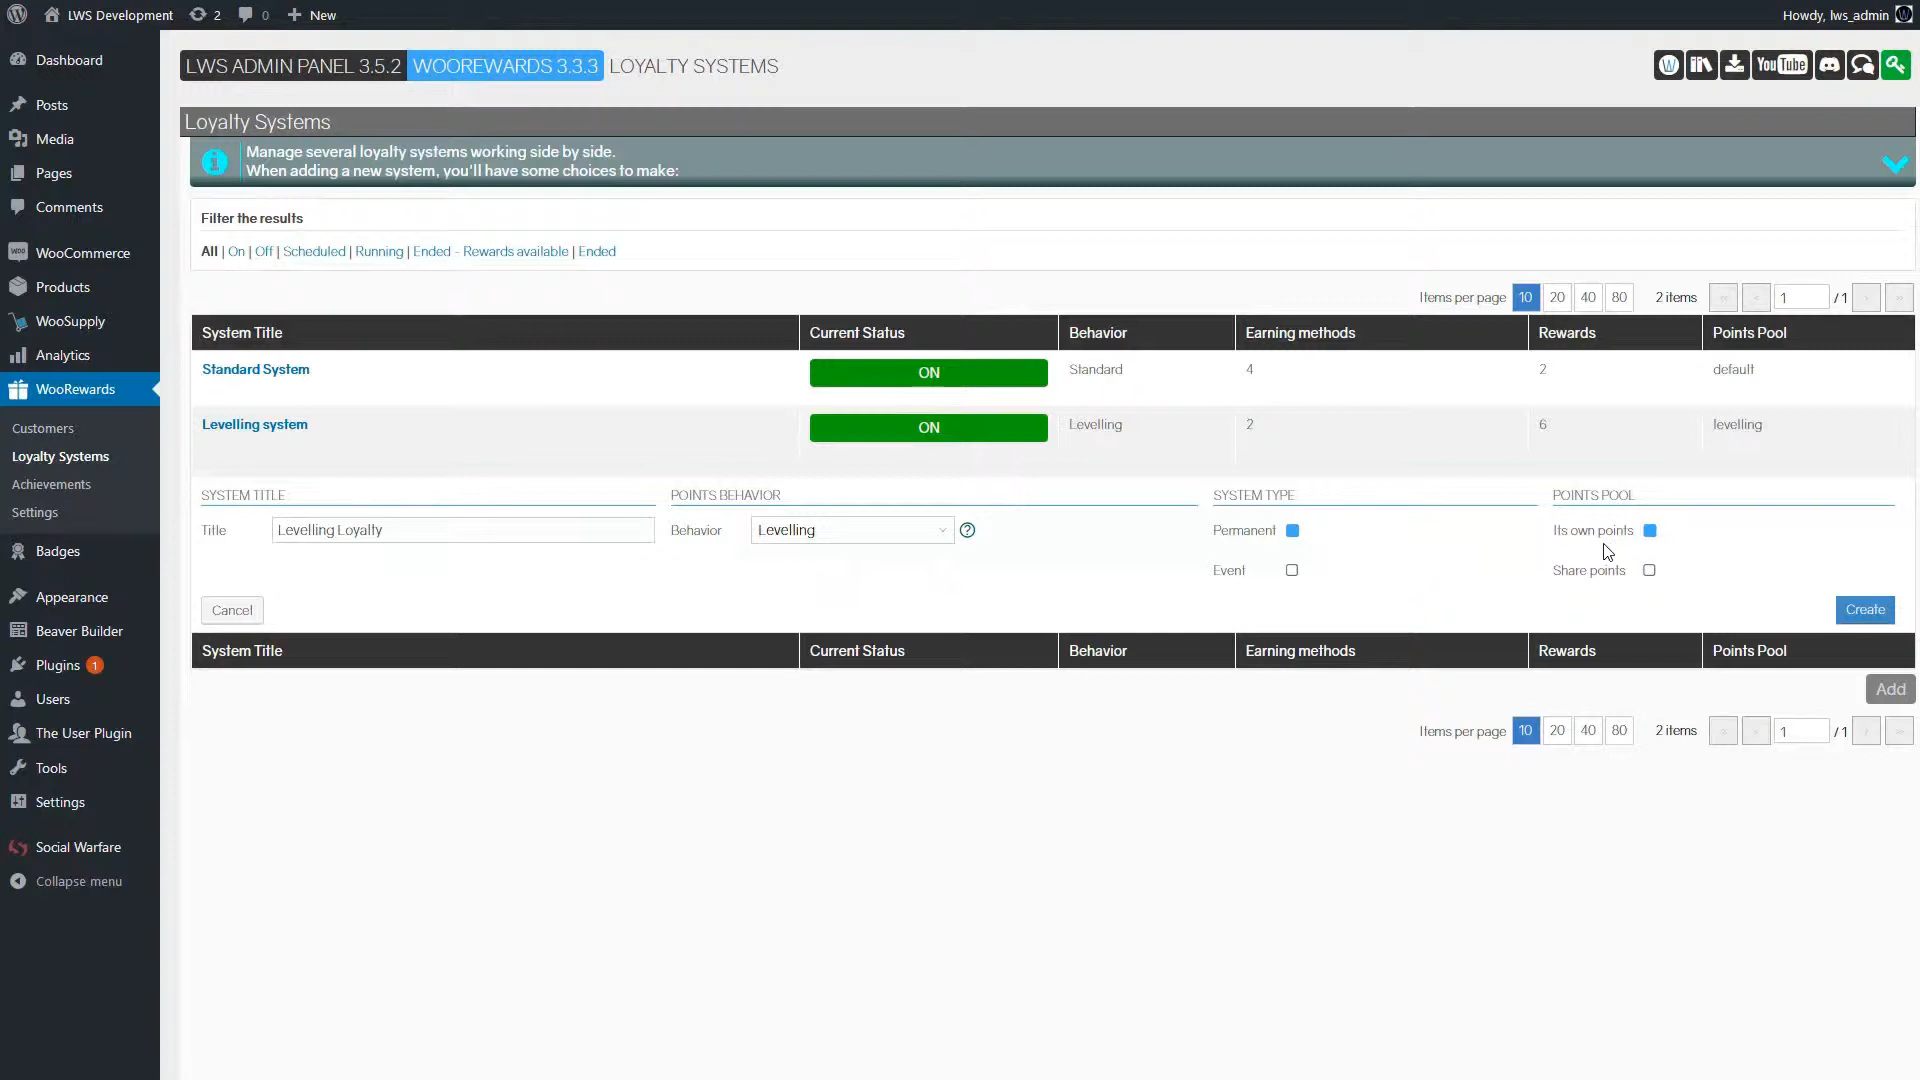 LWS Development 2 0 New Howdy, lws_admin
Dashboard
Posts
Media
Pages
Comments
WooCommerce
Products
WooSupply
Analytics
WooRewards
Customers
Loyalty Systems
Achievements
Settings
Badges
Appearance
Beaver Builder
Plugins 1
Users
The User Plugin
Tools
Settings
Social Warfare
Collapse menu
LWS ADMIN PANEL 3.5.2 WOOREWARDS 3.3.3 LOYALTY SYSTEMS
You Tube
Loyalty Systems
Manage several loyalty systems working side by side.
When adding a new system, you'll have some choices to make:
Filter the results
All | On | Off | Scheduled | Running | Ended - Rewards available | Ended
Items per page 10 20 40 80 2 items 1 / 1
System Title Current Status Behavior Earning methods Rewards Points Pool
Standard System ON Standard 4 2 default
Levelling system ON Levelling 2 6 levelling
SYSTEM TITLE POINTS BEHAVIOR SYSTEM TYPE POINTS POOL
Title Levelling Loyalty Behavior Levelling Permanent Its own points
Event Share points
Cancel Create
System Title Current Status Behavior Earning methods Rewards Points Pool
Add
Items per page 10 20 40 80 2 items 1 / 1